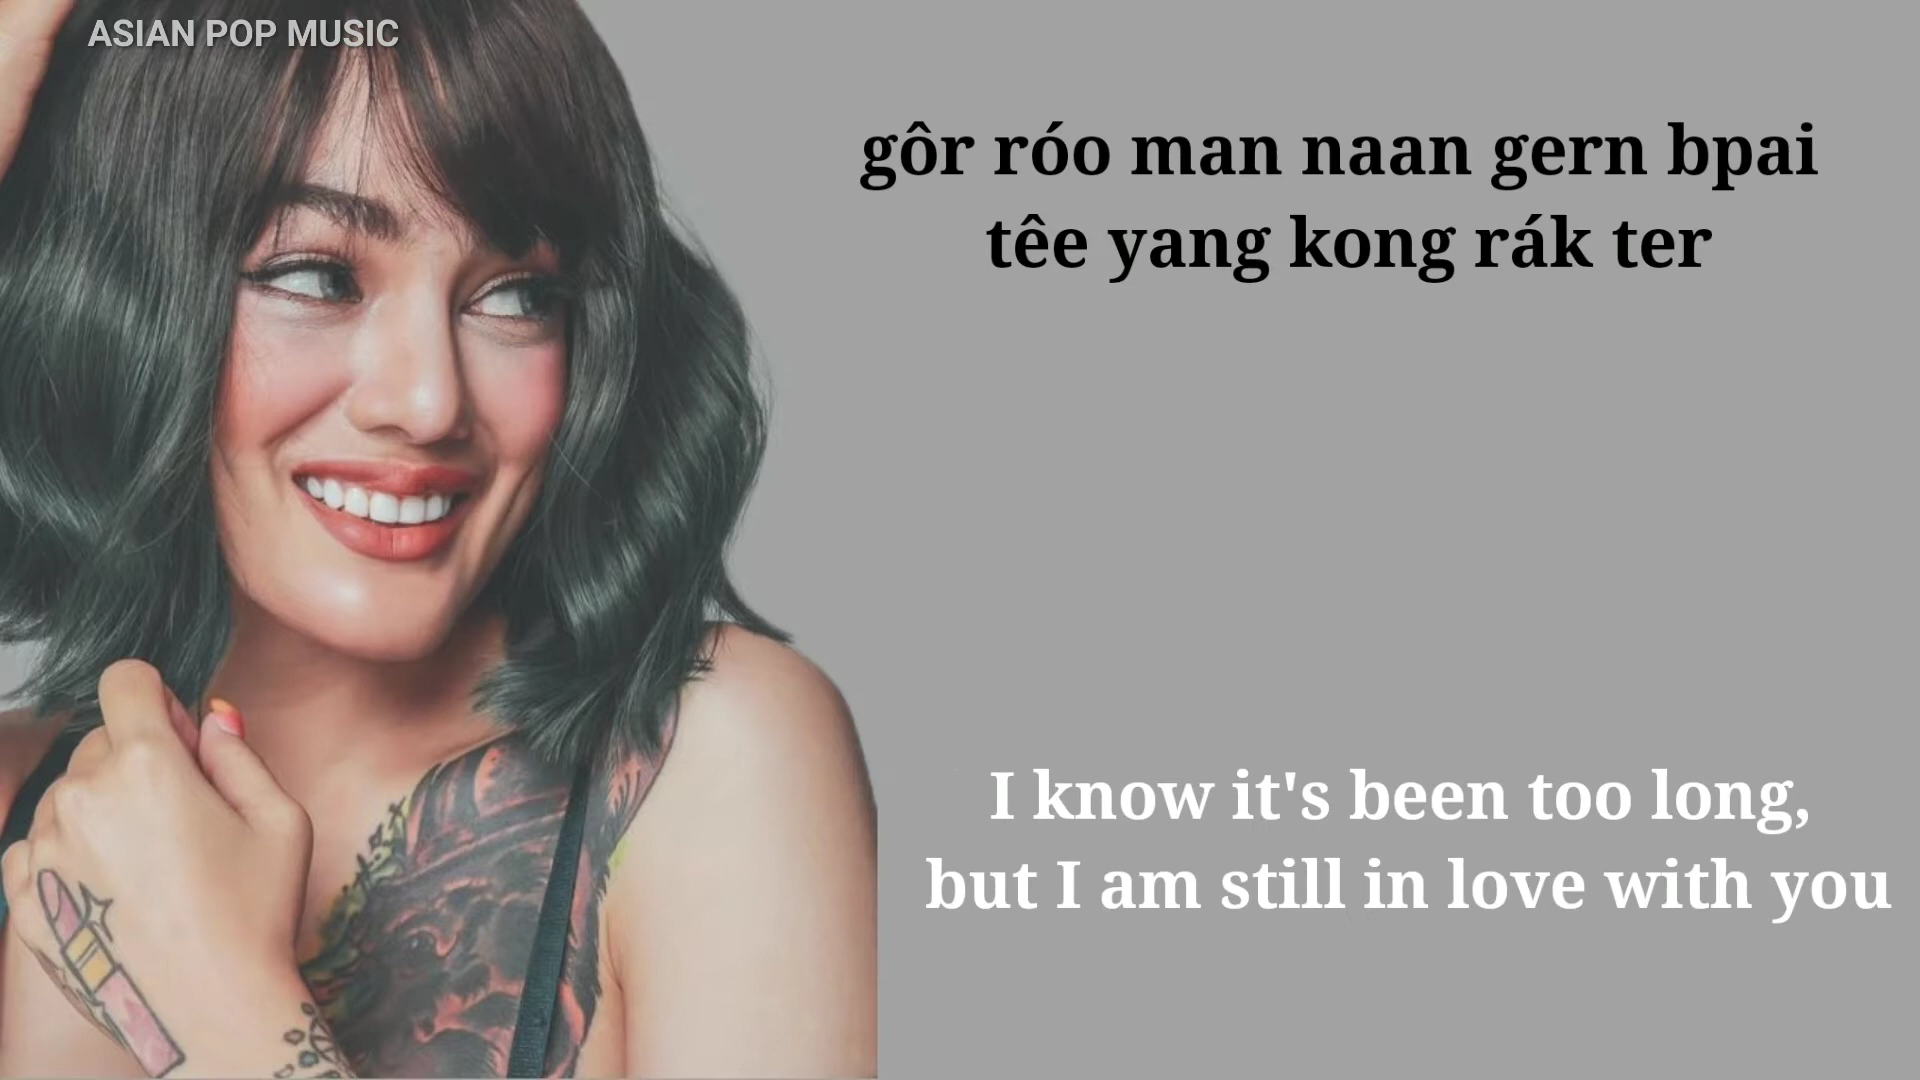 ASIAN POP MUSIC
gôr róo man naan gern bpai
têe yang kong rák ter
I know it's been too long,
but I am still in love with you